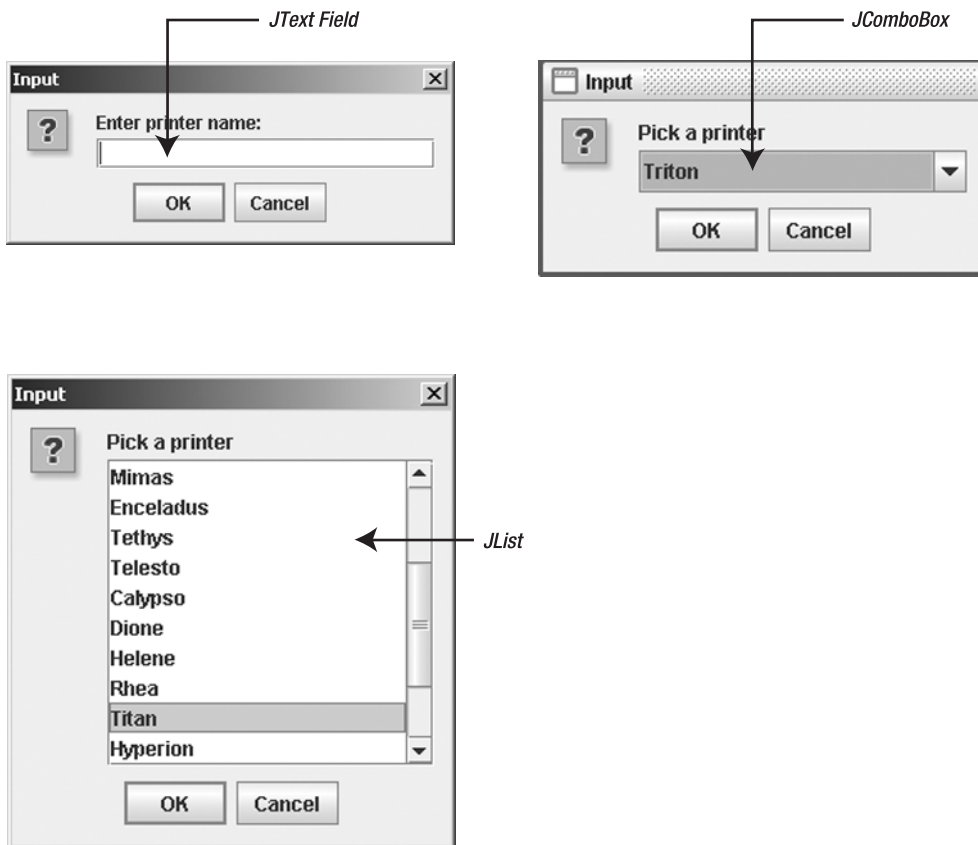 JText Field
Input
Enter printer name:
OK
Cancel
JComboBox
Input
Pick a printer
Triton
OK
Cancel
Input
Pick a printer
Mimas
Enceladus
Tethys
Telesto
Calypso
Dione
Helene
Rhea
Titan
Hyperion
JList
OK
Cancel